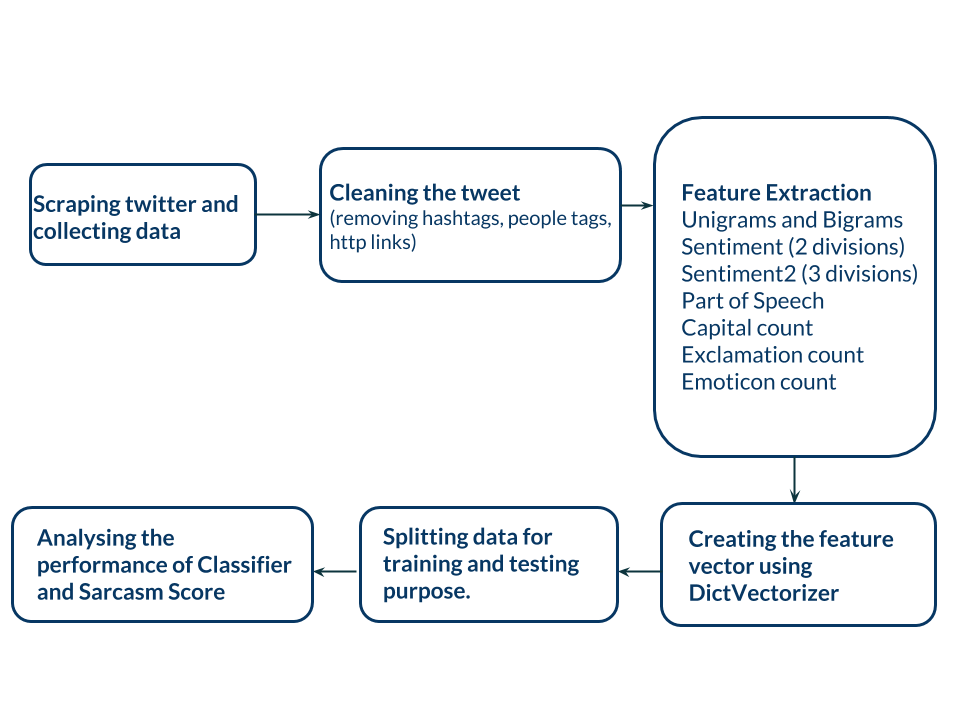 Scraping twitter and
collecting data
Cleaning the tweet
(removing hashtags, people tags,
http links)
Feature Extraction
Unigrams and Bigrams
Sentiment (2 divisions)
Sentiment2 (3 divisions)
Part of Speech
Capital count
Exclamation count
Emoticon count
Creating the feature
vector using
DictVectorizer
Splitting data for
training and testing
purpose.
Analysing the
performance of Classifier
and Sarcasm Score